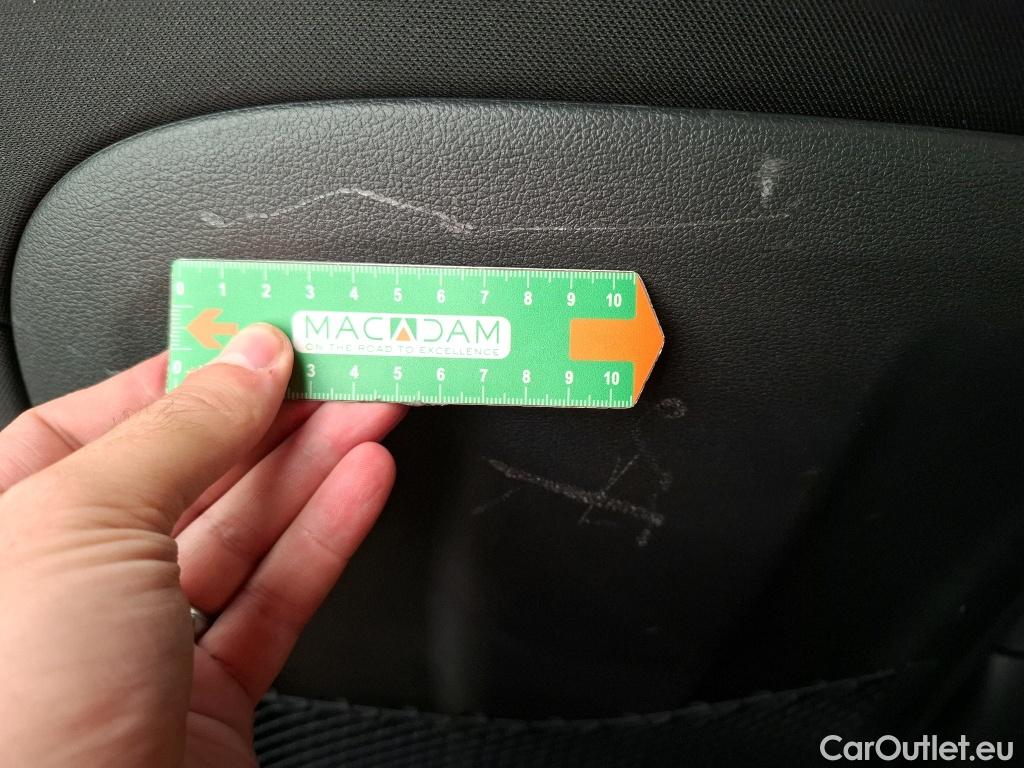 0 1 2 3 4 5 6 7 8 9 10
MACADAM
ON THE ROAD TO EXCELLENCE
0 3 4 5 6 7 8 9 10
CarOutlet.eu